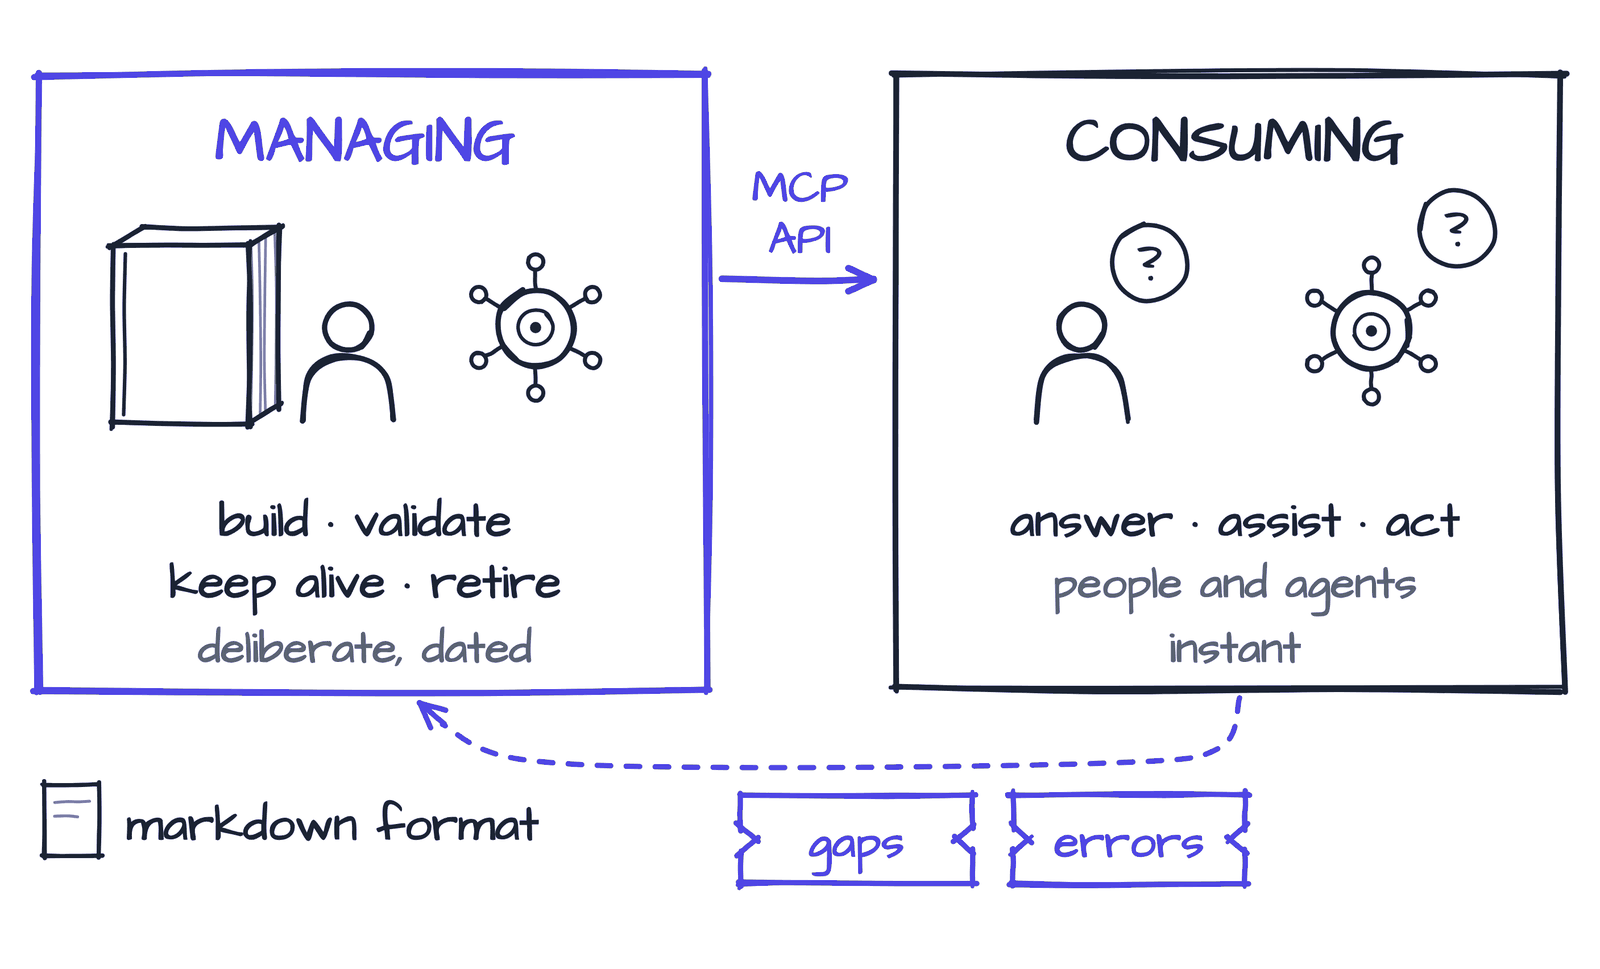 MANAGING
build · validate
keep alive · retire
deliberate, dated
MCP
API
CONSUMING
?
?
answer · assist · act
people and agents
instant
markdown format
gaps
errors